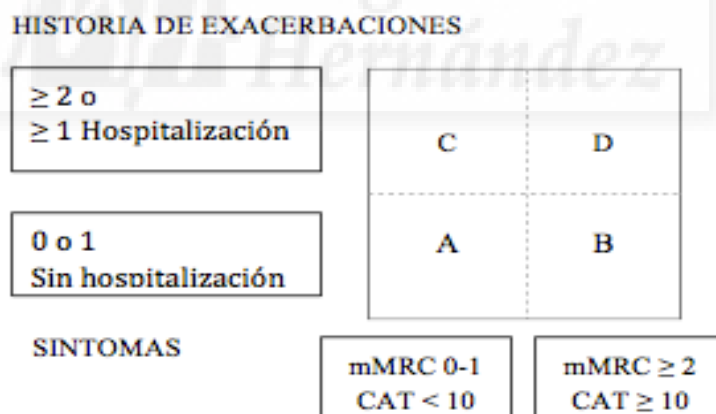 Hernández
HISTORIA DE EXACERBACIONES
≥ 2 o
≥ 1 Hospitalización
C D
0 o 1
Sin hospitalización
A B
SINTOMAS
mMRC 0-1
CAT < 10
mMRC ≥ 2
CAT ≥ 10